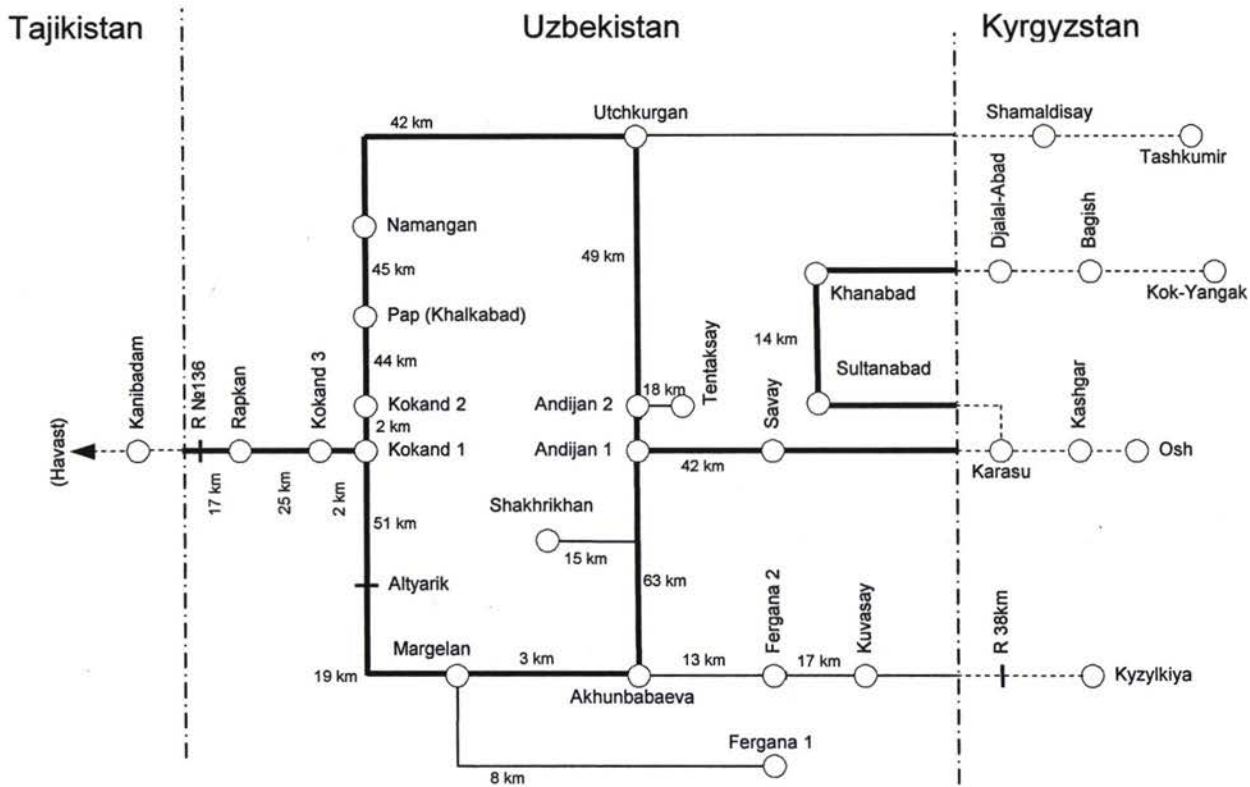 Tajikistan
Uzbekistan
Kyrgyzstan
42 km
Utchkurgan
Shamaldisay
Tashkumir
Namangan
Djalal-Abad
Bagish
45 km
49 km
Khanabad
Kok-Yangak
Pap (Khalkabad)
14 km
44 km
Sultanabad
Kanibadam
R №136
Rapkan
Kokand 3
Kokand 2
Andijan 2
18 km
Tentaksay
Savay
Kashgar
2 km
(Havast)
Kokand 1
Andijan 1
42 km
Karasu
Osh
17 km
25 km
2 km
51 km
Shakhrikhan
15 km
63 km
Altyarik
Fergana 2
Kuvasay
R 38km
Margelan
3 km
13 km
17 km
19 km
Akhunbabaeva
Kyzylkiya
Fergana 1
8 km